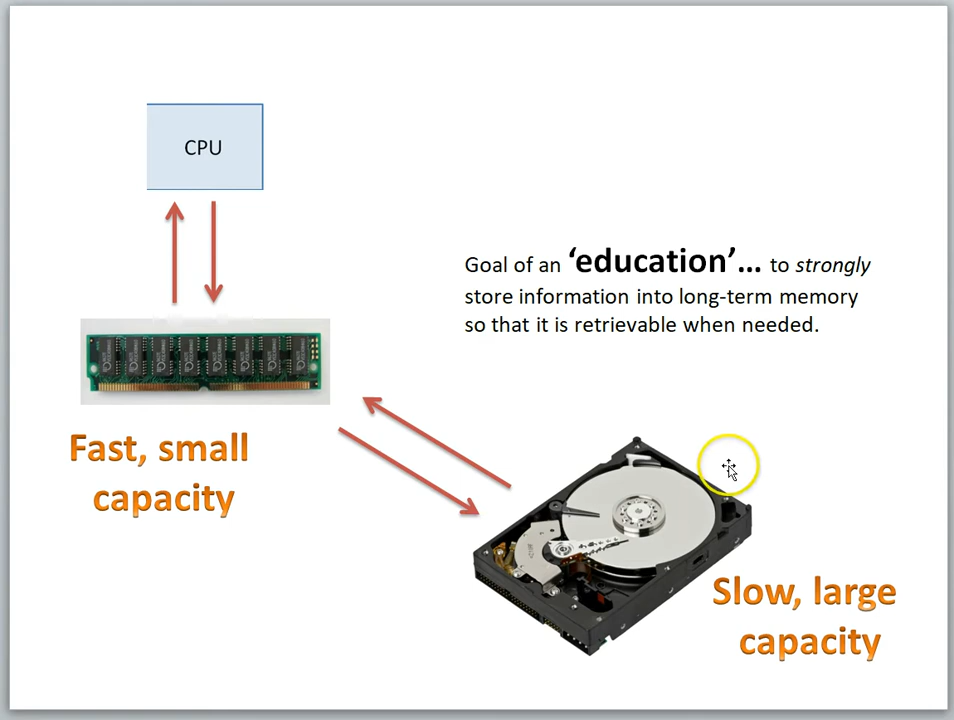 CPU
Goal of an ‘education’... to strongly
store information into long-term memory
so that it is retrievable when needed.
Fast, small
capacity
Slow, large
capacity